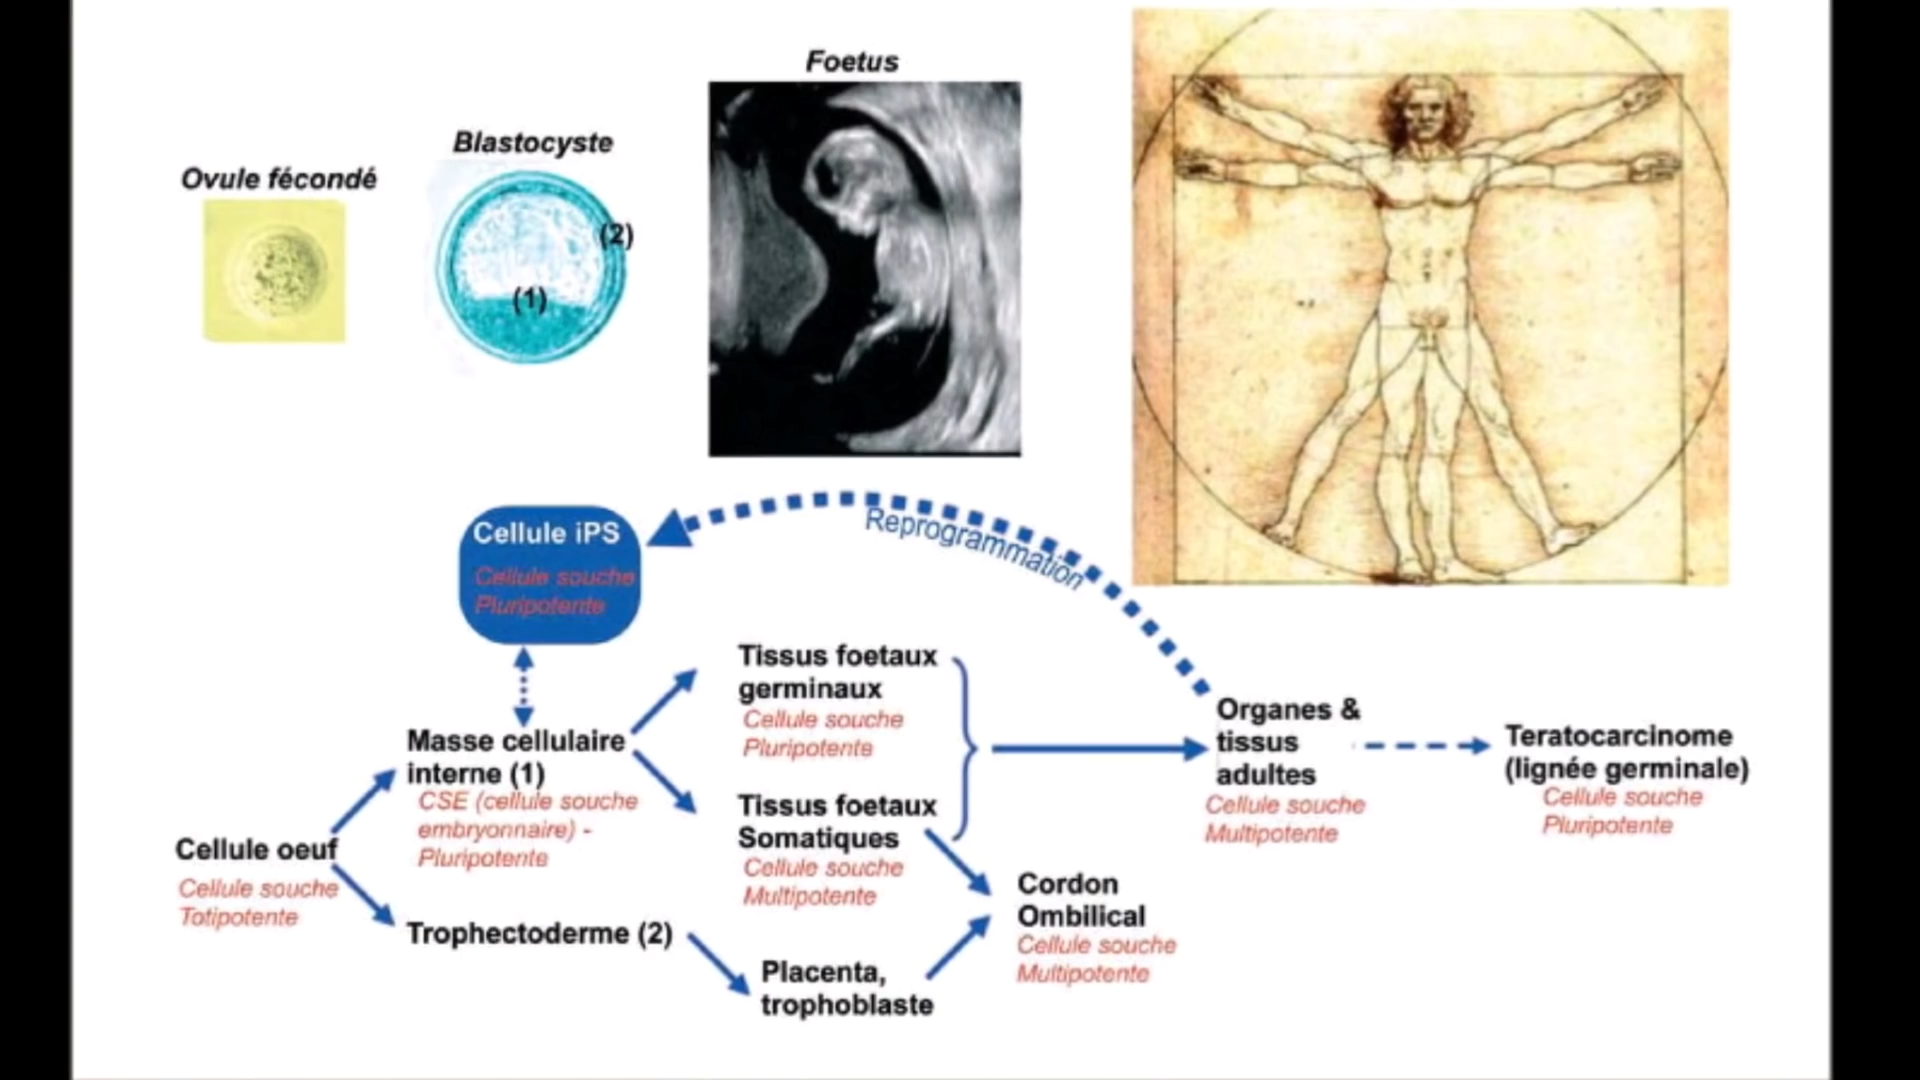 Foetus
Blastocyste
Ovule fécondé
(2)
(1)
Cellule iPS
Cellule souche
Pluripotente
Reprogrammation
Tissus foetaux
germinaux
Cellule souche
Pluripotente
Masse cellulaire
interne (1)
CSE (cellule souche
embryonnaire) -
Pluripotente
Organes &
tissus
adultes
Cellule souche
Multipotente
Teratocarcinome
(lignée germinale)
Cellule souche
Pluripotente
Tissus foetaux
Somatiques
Cellule souche
Multipotente
Cellule oeuf
Cellule souche
Totipotente
Trophectoderme (2)
Cordon
Ombilical
Cellule souche
Multipotente
Placenta,
trophoblaste